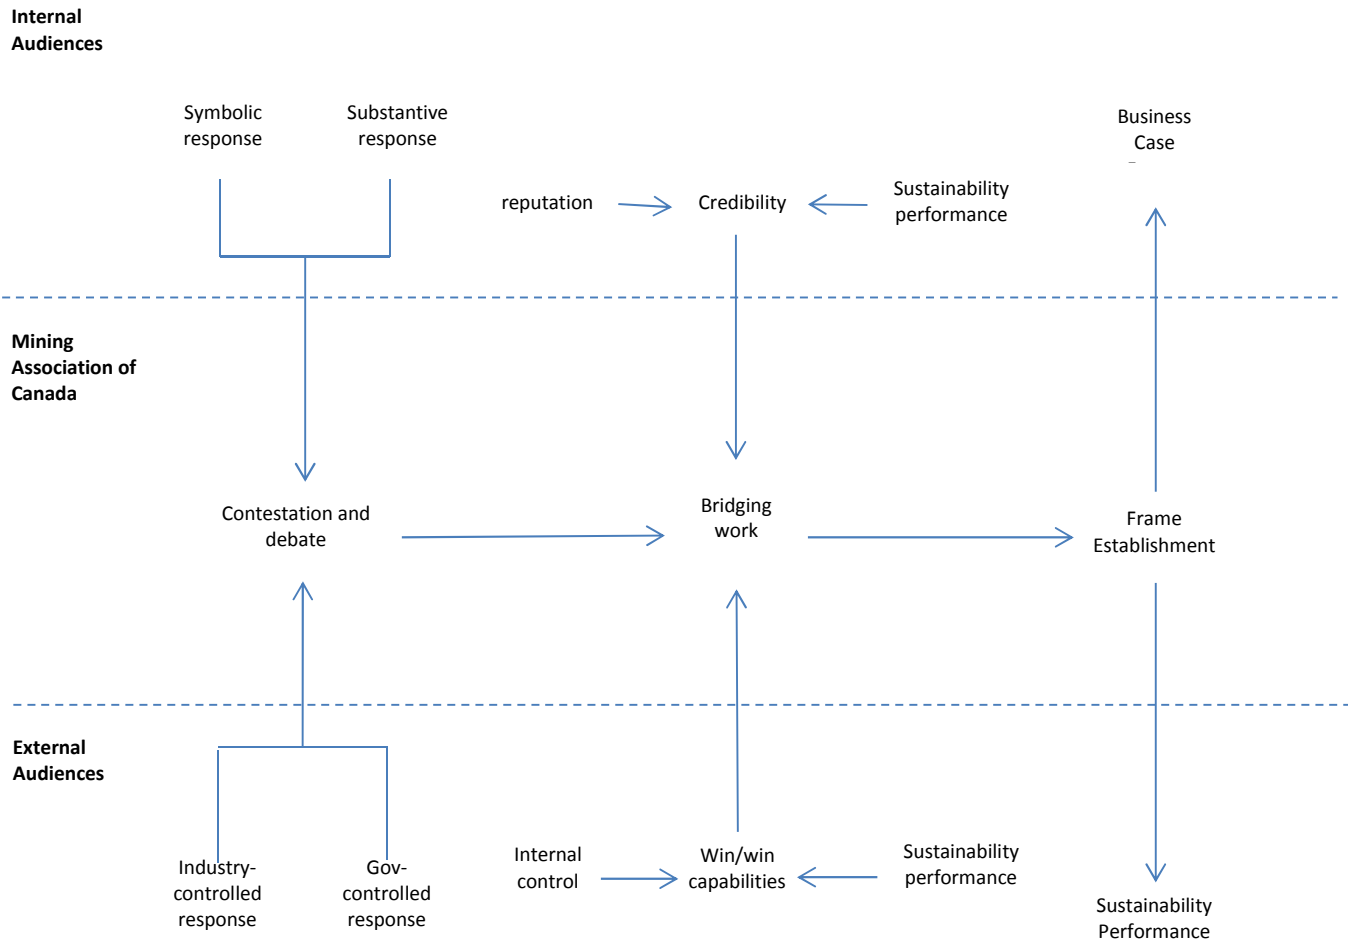 Internal
Audiences
Symbolic
response
Substantive
response
Business
Case
reputation
Credibility
Sustainability
performance
Mining
Association of
Canada
Contestation and
debate
Bridging
work
Frame
Establishment
External
Audiences
Industry-
controlled
response
Gov-
controlled
response
Internal
control
Win/win
capabilities
Sustainability
performance
Sustainability
Performance